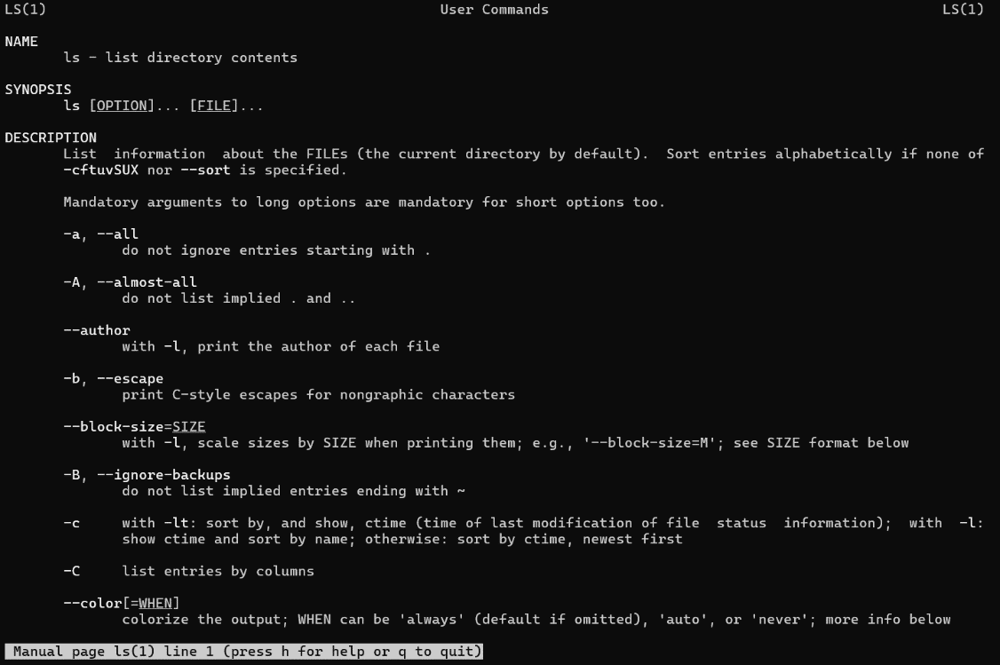 LS(1) User Commands LS(1)
NAME
ls - list directory contents
SYNOPSIS
ls [OPTION]... [FILE]...
DESCRIPTION
List information about the FILEs (the current directory by default). Sort entries alphabetically if none of
-cftuvSUX nor --sort is specified.
Mandatory arguments to long options are mandatory for short options too.
-a, --all
do not ignore entries starting with .
-A, --almost-all
do not list implied . and ..
--author
with -l, print the author of each file
-b, --escape
print C-style escapes for nongraphic characters
--block-size=SIZE
with -l, scale sizes by SIZE when printing them; e.g., '--block-size=M'; see SIZE format below
-B, --ignore-backups
do not list implied entries ending with ~
-c with -lt: sort by, and show, ctime (time of last modification of file status information); with -l:
show ctime and sort by name; otherwise: sort by ctime, newest first
-C list entries by columns
--color[=WHEN]
colorize the output; WHEN can be 'always' (default if omitted), 'auto', or 'never'; more info below
Manual page ls(1) line 1 (press h for help or q to quit)